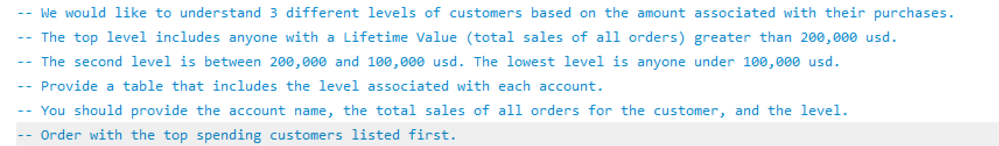 -- We would like to understand 3 different levels of customers based on the amount associated with their purchases.
-- The top level includes anyone with a Lifetime Value (total sales of all orders) greater than 200,000 usd.
-- The second level is between 200,000 and 100,000 usd. The lowest level is anyone under 100,000 usd.
-- Provide a table that includes the level associated with each account.
-- You should provide the account name, the total sales of all orders for the customer, and the level.
-- Order with the top spending customers listed first.